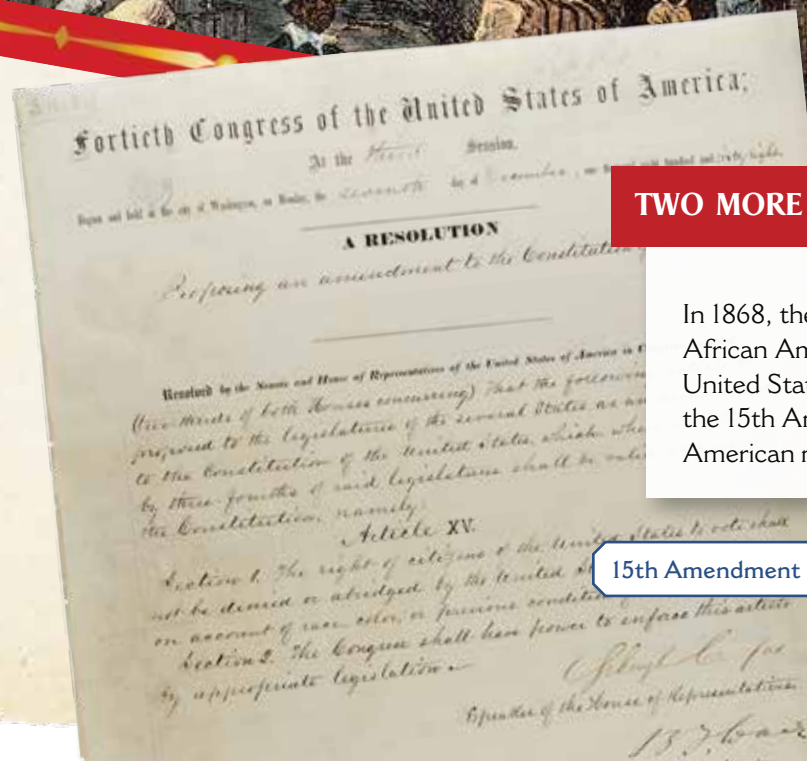 Fortieth Congress of the United States of America;
At the third Session,
Begun and held at the city of Washington, on Monday, the seventh day of December, one thousand eight hundred and sixty-eight.
A RESOLUTION
Proposing an amendment to the Constitution
Resolved by the Senate and House of Representatives of the United States of America in
(two-thirds of both Houses concurring) That the following
proposed to the legislatures of the several States as an
to the Constitution of the United States, which, when
by three-fourths of said legislatures shall be valid
the Constitution, namely:
Article XV.
Section 1. The right of citizens of the United States to vote shall
not be denied or abridged by the United
on account of race, color, or previous condition
Section 2. The Congress shall have power to enforce this article
by appropriate legislation
Speaker of the House of Representatives.
TWO MORE
In 1868, the
African Am
United Stat
the 15th Am
American m
15th Amendment